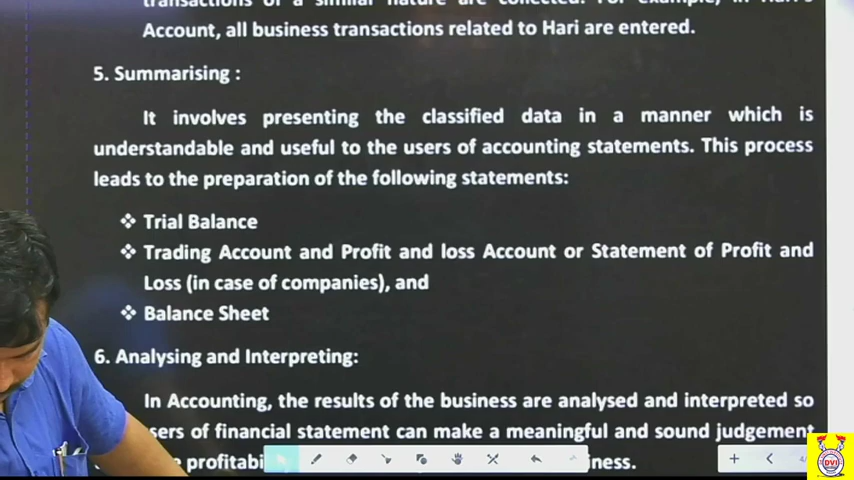 Account, all business transactions related to Hari are entered.
5. Summarising :
It involves presenting the classified data in a manner which is
understandable and useful to the users of accounting statements. This process
leads to the preparation of the following statements:
❖ Trial Balance
❖ Trading Account and Profit and loss Account or Statement of Profit and
Loss (in case of companies), and
❖ Balance Sheet
6. Analysing and Interpreting:
In Accounting, the results of the business are analysed and interpreted so
sers of financial statement can make a meaningful and sound judgement
profitabi
iness.
DVI